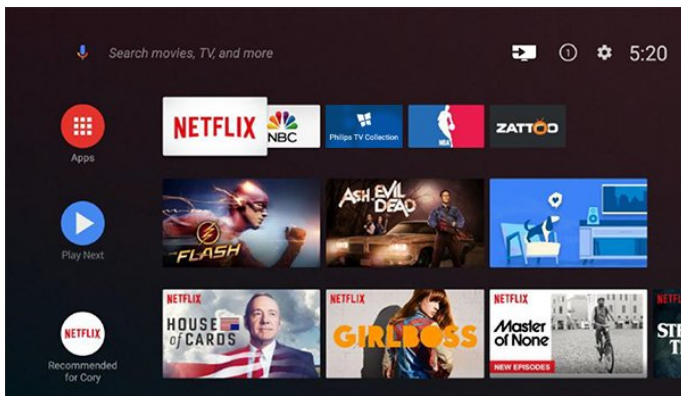 Search movies, TV, and more
1
5:20
Apps
NETFLIX
NBC
Philips TV Collection
NBA
ZATTOO
Play Next
THE
FLASH
ASH vs EVIL
DEAD
NETFLIX
Recommended
for Cory
NETFLIX
HOUSE
of CARDS
NETFLIX
GIRLBOSS
NETFLIX
Master
of None
NEW EPISODES